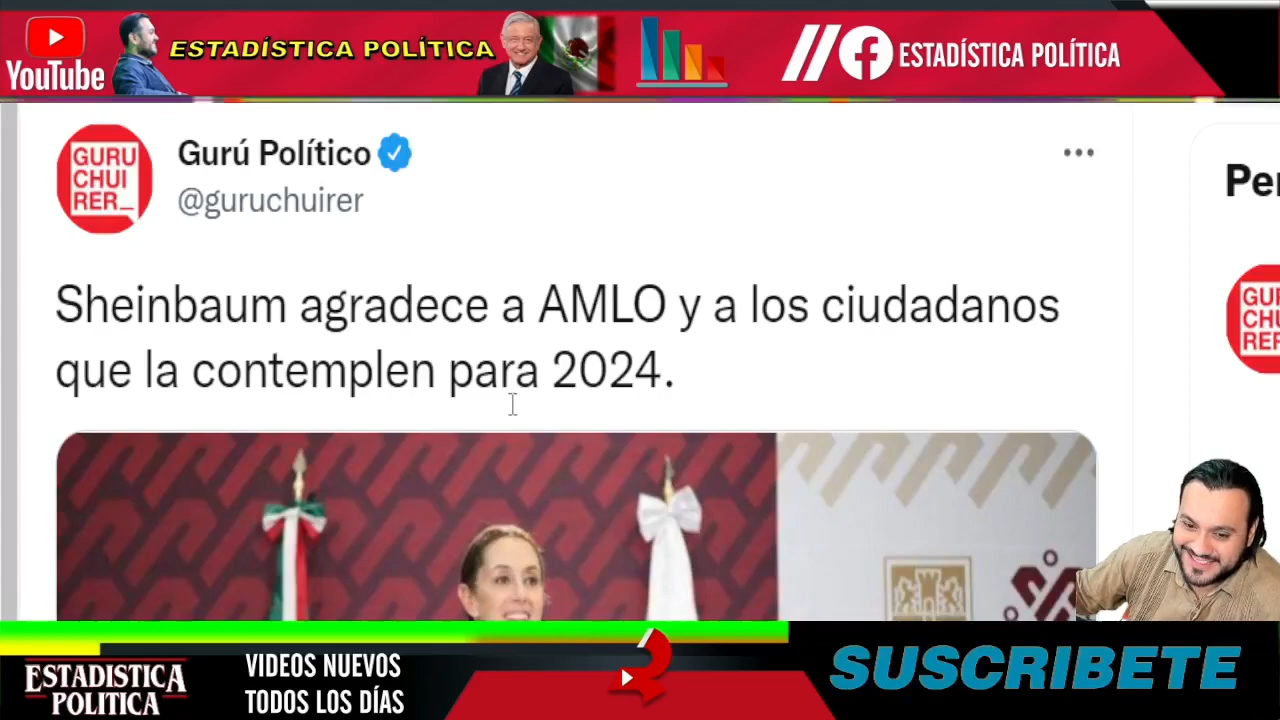 YouTube
ESTADÍSTICA POLÍTICA
ESTADÍSTICA POLÍTICA
GURU
CHUI
RER_
Gurú Político
@guruchuirer
Sheinbaum agradece a AMLO y a los ciudadanos
que la contemplen para 2024.
ESTADISTICA
POLITICA
VIDEOS NUEVOS
TODOS LOS DÍAS
SUSCRIBETE